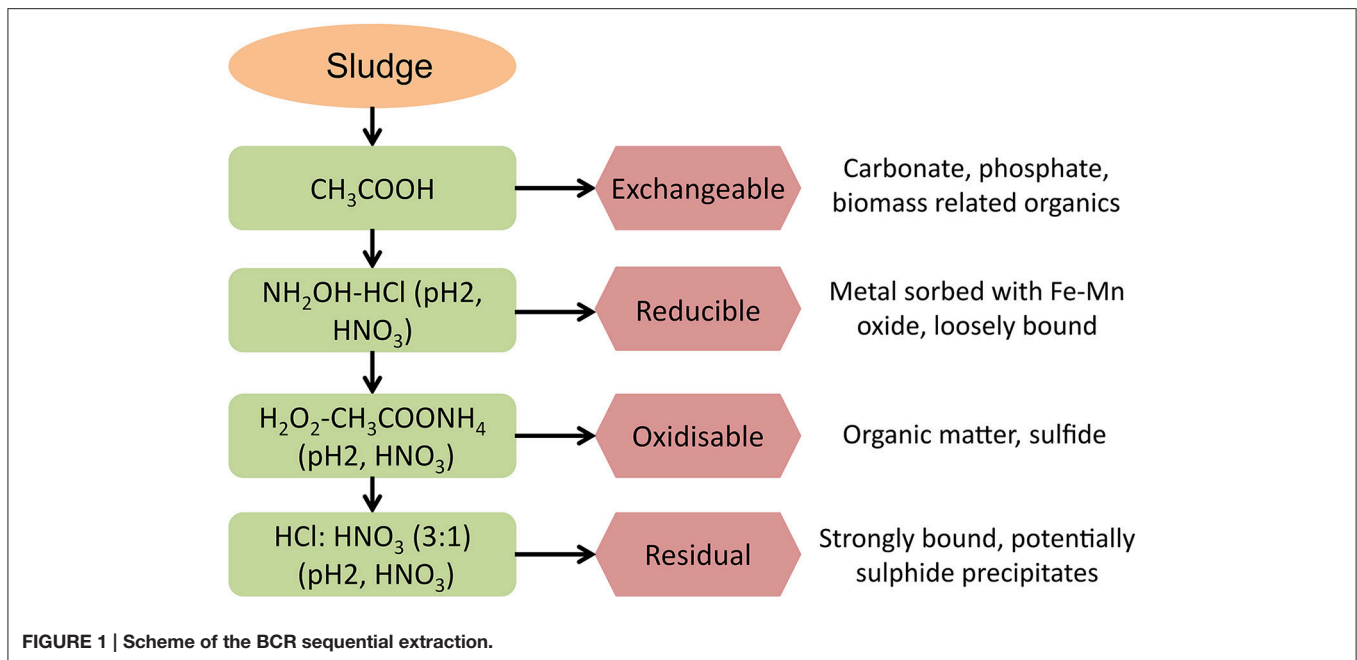 Sludge
CH₃COOH
Exchangeable
Carbonate, phosphate,
biomass related organics
NH₂OH-HCl (pH2,
HNO₃)
Reducible
Metal sorbed with Fe-Mn
oxide, loosely bound
H₂O₂-CH₃COONH₄
(pH2, HNO₃)
Oxidisable
Organic matter, sulfide
HCl: HNO₃ (3:1)
(pH2, HNO₃)
Residual
Strongly bound, potentially
sulphide precipitates
FIGURE 1 | Scheme of the BCR sequential extraction.